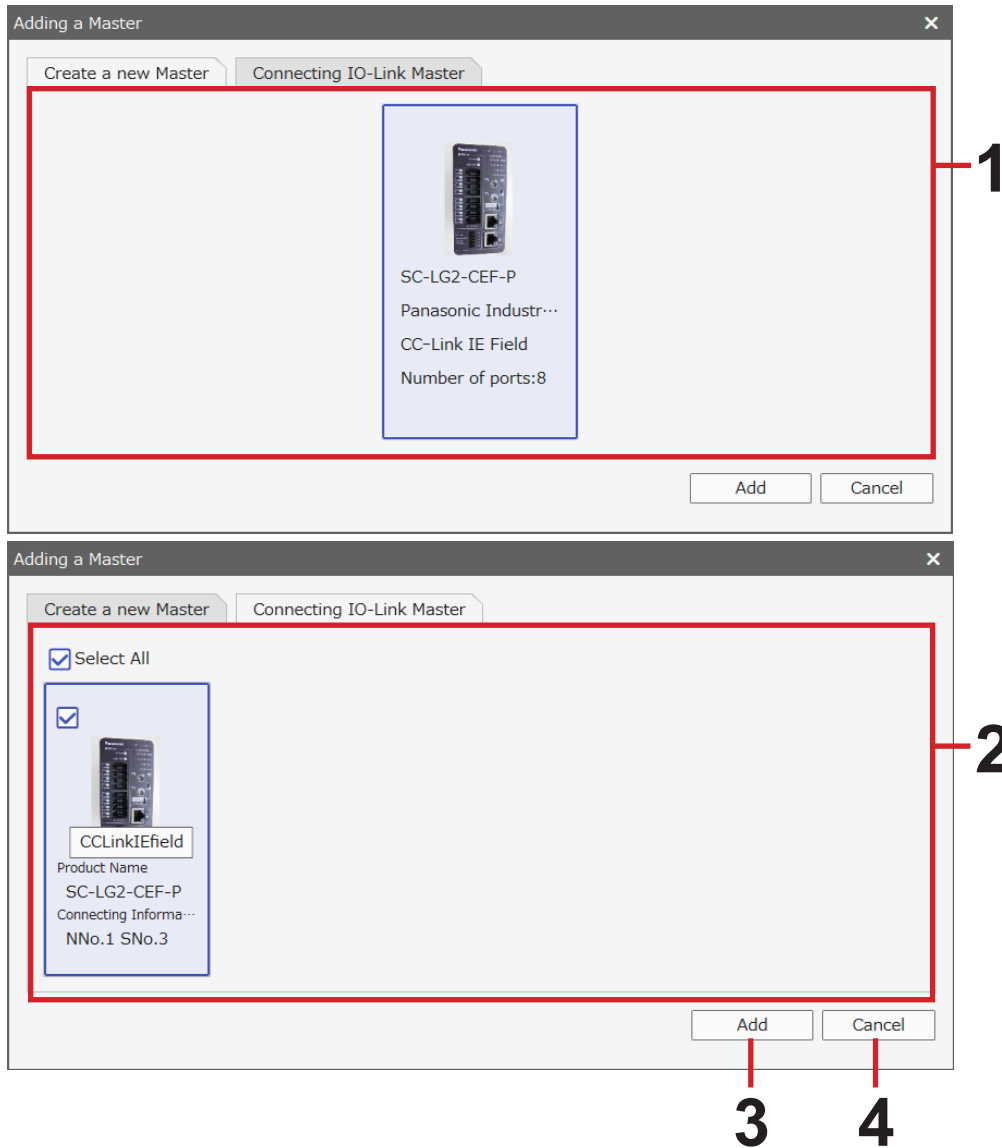 Adding a Master
Create a new Master
Connecting IO-Link Master
1
Panasonic
SC-LG2-CEF-P
Panasonic Industr···
CC-Link IE Field
Number of ports:8
Add
Cancel
Adding a Master
Create a new Master
Connecting IO-Link Master
Select All
2
Panasonic
CCLinkIEfield
Product Name
SC-LG2-CEF-P
Connecting Informa···
NNo.1 SNo.3
Add
Cancel
3
4